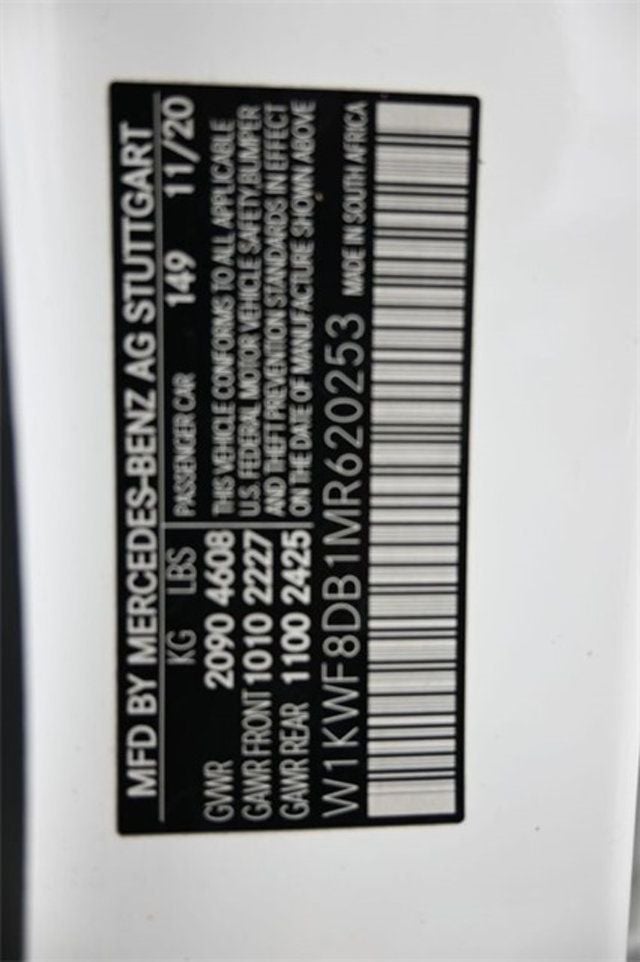 MFD BY MERCEDES-BENZ AG STUTTGART
KG LBS
GVWR 2090 4608
GAWR FRONT 1010 2227
GAWR REAR 1100 2425
PASSENGER CAR 149 11/20
THIS VEHICLE CONFORMS TO ALL APPLICABLE
U.S. FEDERAL MOTOR VEHICLE SAFETY, BUMPER
AND THEFT PREVENTION STANDARDS IN EFFECT
ON THE DATE OF MANUFACTURE SHOWN ABOVE
W1KWF8DB1MR620253 MADE IN SOUTH AFRICA